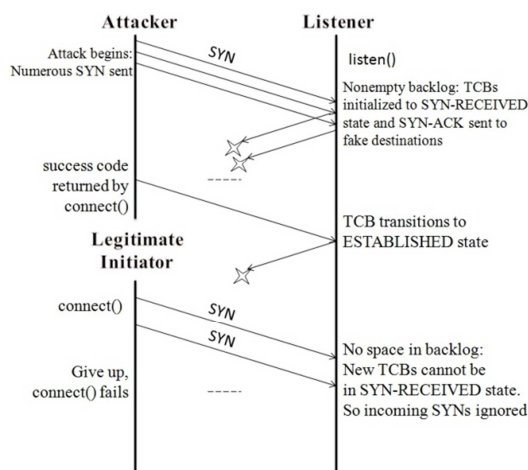 Attacker
Listener
SYN
listen()
Attack begins:
Numerous SYN sent
Nonempty backlog: TCBs
initialized to SYN-RECEIVED
state and SYN-ACK sent to
fake destinations
success code
returned by
connect()
TCB transitions to
ESTABLISHED state
Legitimate
Initiator
connect()
SYN
SYN
No space in backlog:
New TCBs cannot be
in SYN-RECEIVED state.
So incoming SYNs ignored
Give up,
connect() fails